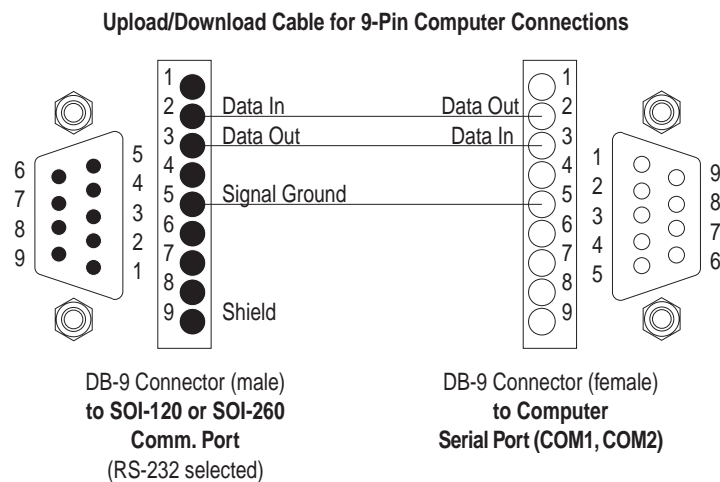 Upload/Download Cable for 9-Pin Computer Connections
1 1
2 Data In Data Out 2
3 Data Out Data In 3
4 4
5 Signal Ground 5
6 6
7 7
8 8
9 Shield 9
6
7
8
9
5
4
3
2
1
1
2
3
4
5
9
8
7
6
DB-9 Connector (male)
to SOI-120 or SOI-260
Comm. Port
(RS-232 selected)
DB-9 Connector (female)
to Computer
Serial Port (COM1, COM2)